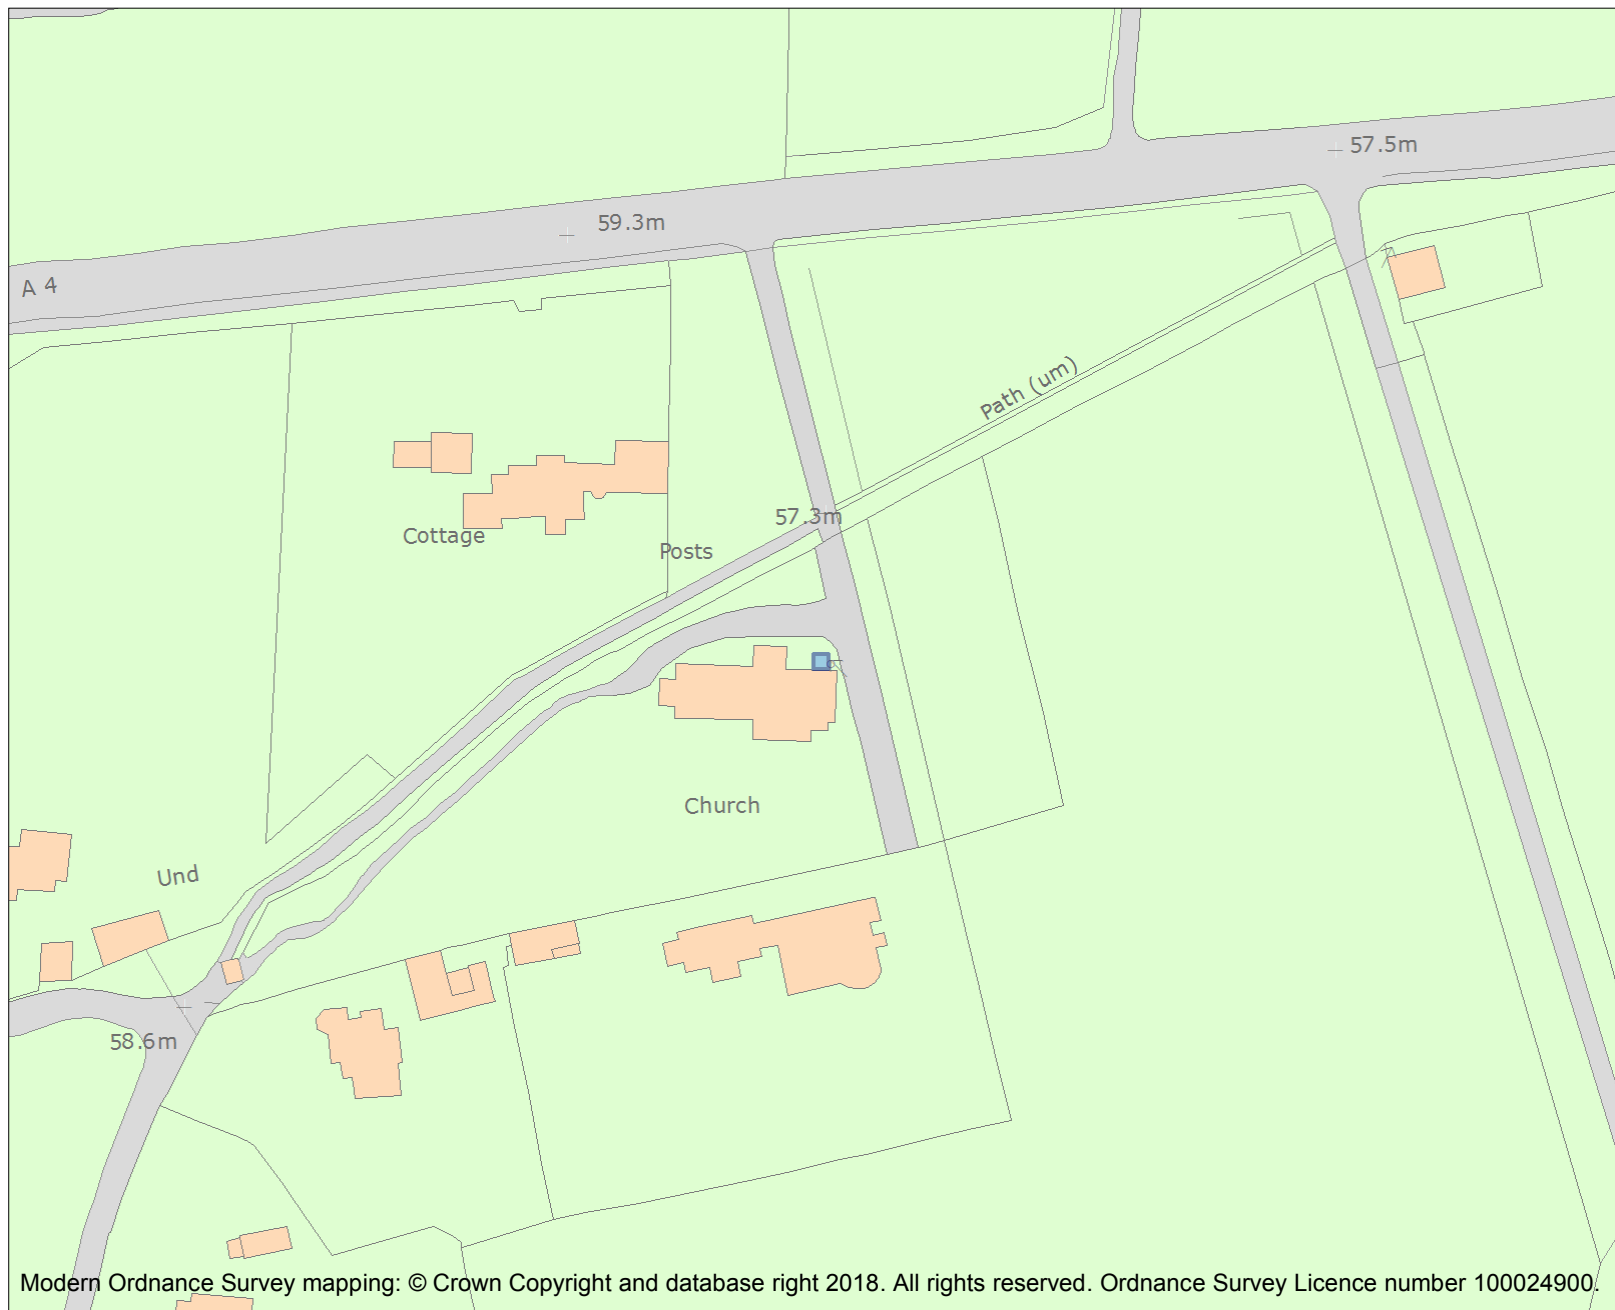 57.5m
59.3m
A 4
Path (um)
57.3m
Cottage
Posts
Church
Und
58.6m
Modern Ordnance Survey mapping: © Crown Copyright and database right 2018. All rights reserved. Ordnance Survey Licence number 100024900.